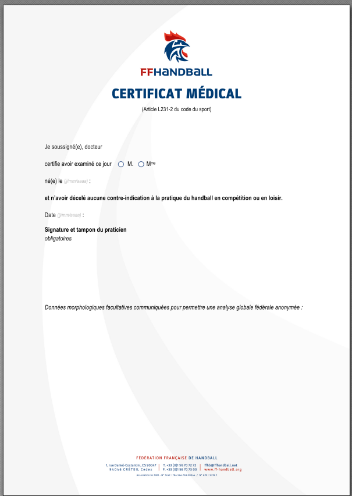 FFHANDBALL
CERTIFICAT MÉDICAL
(Article L231-2 du code du sport)
Je soussigné(e), docteur
certifie avoir examiné ce jour M. Mme
né(e) le (jj/mm/aaaa) :
et n'avoir décelé aucune contre-indication à la pratique du handball en compétition ou en loisir.
Date (jj/mm/aaaa) :
Signature et tampon du praticien
obligatoires
Données morphologiques facultatives communiquées pour permettre une analyse globale fédérale anonymée :
FÉDÉRATION FRANÇAISE DE HANDBALL